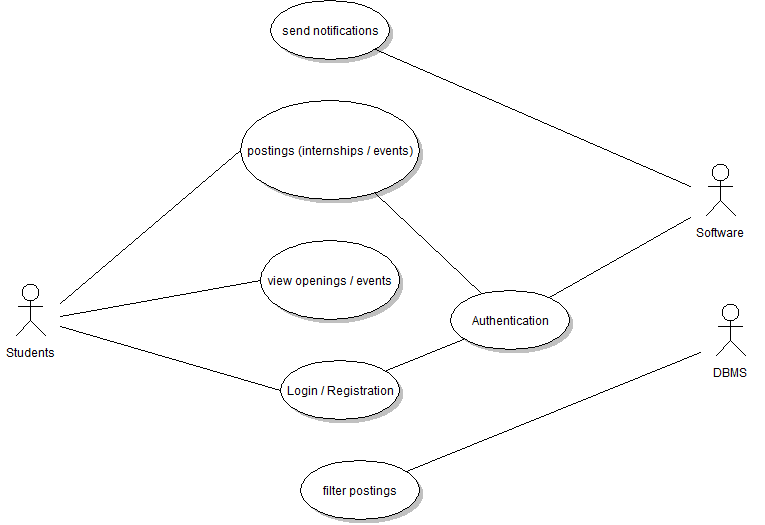 send notifications
postings (internships / events)
Software
view openings / events
Students
Authentication
DBMS
Login / Registration
filter postings